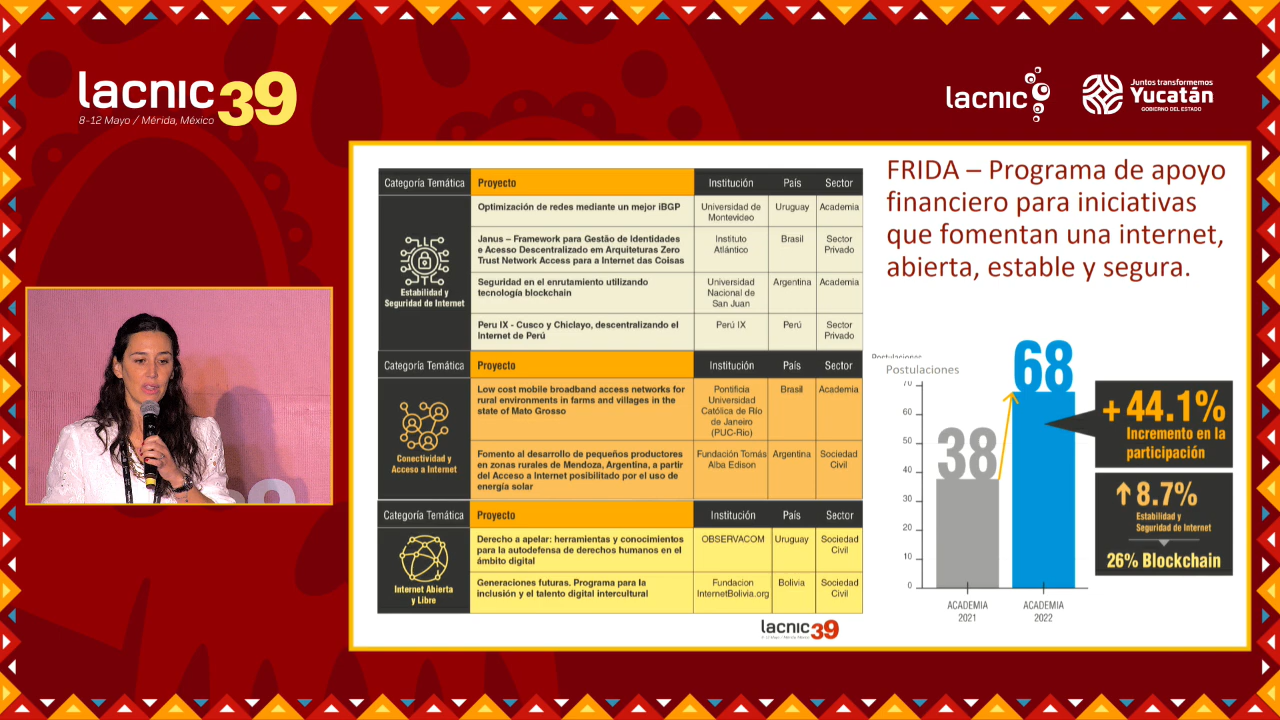 lacnic 39
8-12 Mayo / Mérida, México
lacnic
Juntos transformemos
Yucatán
GOBIERNO DEL ESTADO
FRIDA – Programa de apoyo
financiero para iniciativas
que fomentan una internet,
abierta, estable y segura.
Categoría Temática Proyecto Institución País Sector
Estabilidad y
Seguridad de Internet
Optimización de redes mediante un mejor iBGP
Universidad de
Montevideo
Uruguay
Academia
Janus – Framework para Gestão de Identidades
e Acesso Descentralizado em Arquiteturas Zero
Trust Network Access para a Internet das Coisas
Instituto
Atlántico
Brasil
Sector
Privado
Seguridad en el enrutamiento utilizando
tecnología blockchain
Universidad
Nacional de
San Juan
Argentina
Academia
Peru IX - Cusco y Chiclayo, descentralizando el
Internet de Perú
Perú IX
Perú
Sector
Privado
Categoría Temática Proyecto Institución País Sector
Conectividad y
Acceso a Internet
Low cost mobile broadband access networks for
rural environments in farms and villages in the
state of Mato Grosso
Pontificia
Universidad
Católica de Río
de Janeiro
(PUC-Rio)
Brasil
Academia
Fomento al desarrollo de pequeños productores
en zonas rurales de Mendoza, Argentina, a partir
del Acceso a Internet posibilitado por el uso de
energía solar
Fundación Tomás
Alba Edison
Argentina
Sociedad
Civil
Categoría Temática Proyecto Institución País Sector
Internet Abierta
y Libre
Derecho a apelar: herramientas y conocimientos
para la autodefensa de derechos humanos en el
ámbito digital
OBSERVACOM
Uruguay
Sociedad
Civil
Generaciones futuras. Programa para la
inclusión y el talento digital intercultural
Fundacion
InternetBolivia.org
Bolivia
Sociedad
Civil
lacnic 39
Postulaciones
Postulaciones
70
60
50
40
30
20
10
0
38
68
ACADEMIA
2021
ACADEMIA
2022
+ 44.1%
Incremento en la
participación
8.7%
Estabilidad y
Seguridad de Internet
26% Blockchain